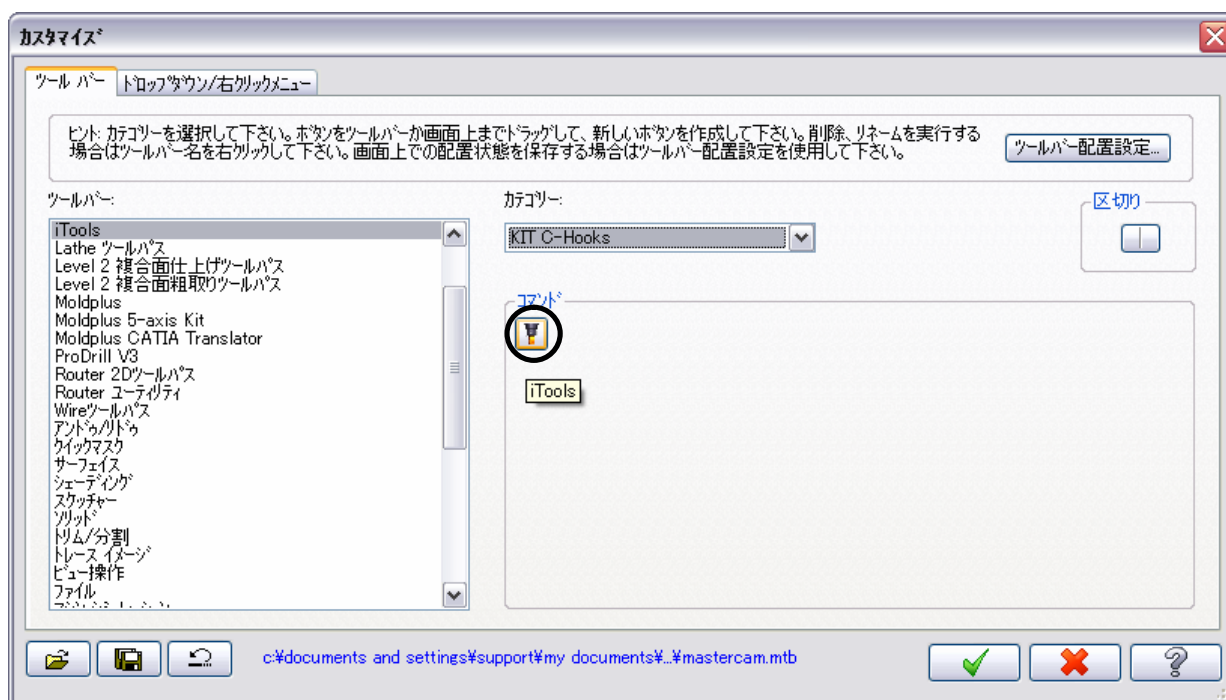 カスタマイズ
ツール バー
ドロップダウン/右クリックメニュー
ヒント: カテゴリーを選択して下さい。ボタンをツールバーか画面上までドラッグして、新しいボタンを作成して下さい。削除、リネームを実行する
場合はツールバー名を右クリックして下さい。画面上での配置状態を保存する場合はツールバー配置設定を使用して下さい。
ツールバー配置設定...
ツールバー:
iTools
Lathe ツールパス
Level 2 複合面仕上げツールパス
Level 2 複合面粗取りツールパス
Moldplus
Moldplus 5-axis Kit
Moldplus CATIA Translator
ProDrill V3
Router 2Dツールパス
Router ユーティリティ
Wireツールパス
アンドゥ/リドゥ
クイックマスク
サーフェイス
シェーディング
スケッチャー
ソリッド
トリム/分割
トレース イメージ
ビュー操作
ファイル
カテゴリー:
KIT C-Hooks
区切り
コマンド
iTools
c:¥documents and settings¥support¥my documents¥...¥mastercam.mtb